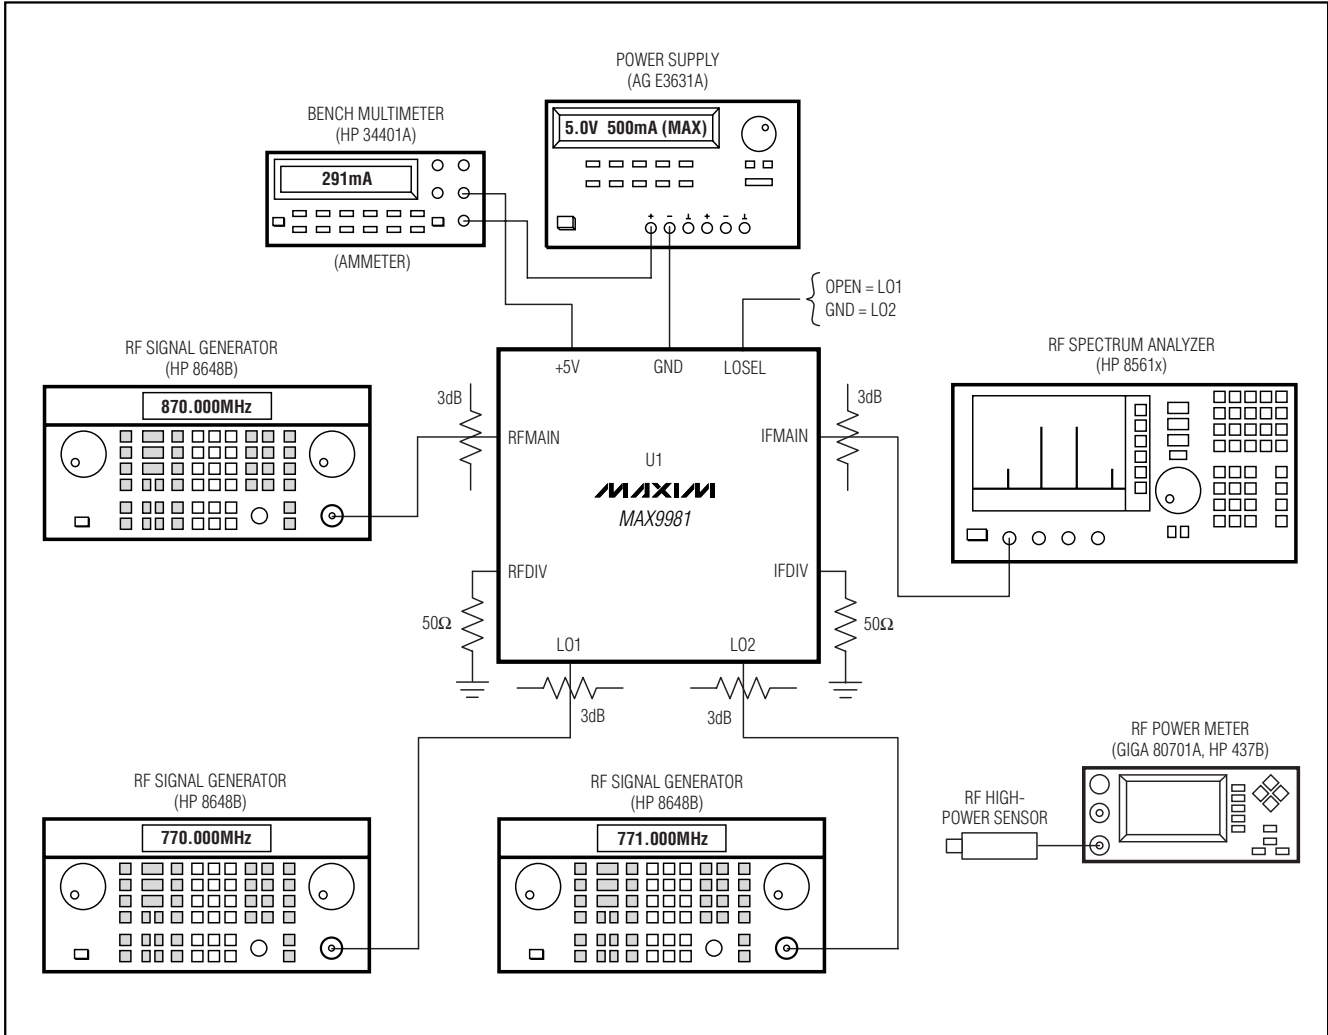 POWER SUPPLY
(AG E3631A)
5.0V 500mA (MAX)
+ - ⊥ + - ⊥
BENCH MULTIMETER
(HP 34401A)
291mA
(AMMETER)
OPEN = LO1
GND = LO2
RF SIGNAL GENERATOR
(HP 8648B)
870.000MHz
3dB
+5V
GND
LOSEL
3dB
RF SPECTRUM ANALYZER
(HP 8561x)
RFMAIN
IFMAIN
U1
MAXIM
MAX9981
RFDIV
IFDIV
50Ω
50Ω
LO1
LO2
3dB
3dB
RF SIGNAL GENERATOR
(HP 8648B)
770.000MHz
RF SIGNAL GENERATOR
(HP 8648B)
771.000MHz
RF HIGH-
POWER SENSOR
RF POWER METER
(GIGA 80701A, HP 437B)